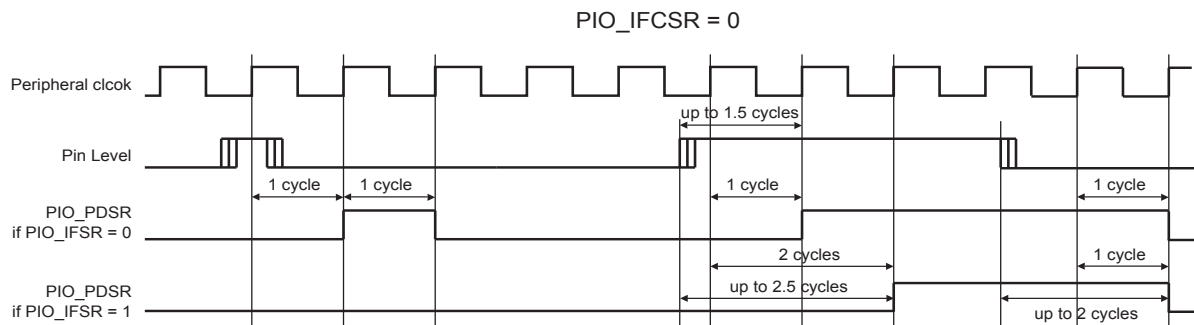 PIO_IFCSR = 0
Peripheral clcok
up to 1.5 cycles
Pin Level
1 cycle
1 cycle
1 cycle
1 cycle
PIO_PDSR
if PIO_IFSR = 0
2 cycles
1 cycle
PIO_PDSR
if PIO_IFSR = 1
up to 2.5 cycles
up to 2 cycles